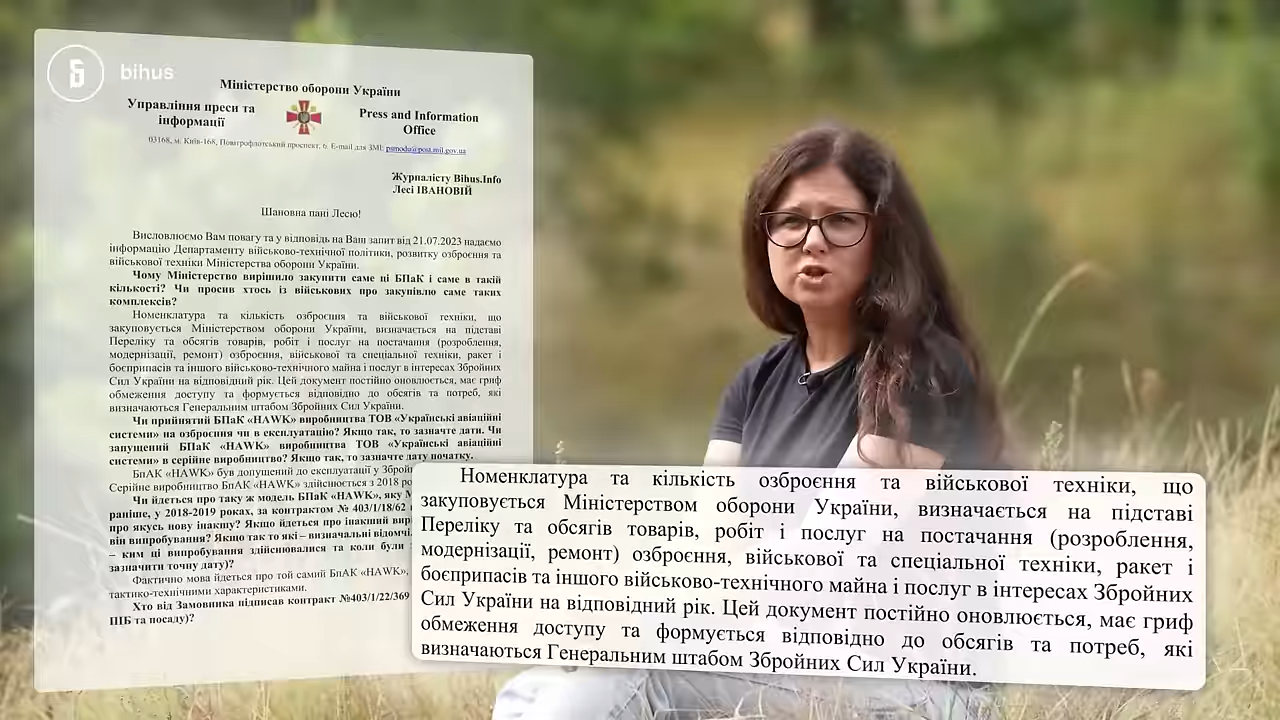 bihus
Міністерство оборони України
Управління преси та
інформації
Press and Information
Office
03168, м. Київ-168, Повітрофлотський проспект, 6. E-mail для ЗМІ: psmodu@post.mil.gov.ua
Журналісту Bihus.Info
Лесі ІВАНОВІЙ
Шановна пані Лесю!
Висловлюємо Вам повагу та у відповідь на Ваш запит від 21.07.2023 надаємо
інформацію Департаменту військово-технічної політики, розвитку озброєння та
військової техніки Міністерства оборони України.
Чому Міністерство вирішило закупити саме ці БПаК і саме в такій
кількості? Чи просив хтось із військових про закупівлю саме таких
комплексів?
Номенклатура та кількість озброєння та військової техніки, що
закуповується Міністерством оборони України, визначається на підставі
Переліку та обсягів товарів, робіт і послуг на постачання (розроблення,
модернізації, ремонт) озброєння, військової та спеціальної техніки, ракет і
боєприпасів та іншого військово-технічного майна і послуг в інтересах Збройних
Сил України на відповідний рік. Цей документ постійно оновлюється, має гриф
обмеження доступу та формується відповідно до обсягів та потреб, які
визначаються Генеральним штабом Збройних Сил України.
Чи прийнятий БПаК «HAWK» виробництва ТОВ «Українські авіаційні
системи» на озброєння чи в експлуатацію? Якщо так, то зазначте дати. Чи
запущений БПаК «HAWK» виробництва ТОВ «Українські авіаційні
системи» в серійне виробництво? Якщо так, то зазначте дату початку.
БпАК «HAWK» був допущений до експлуатації у Збройн
Серійне виробництво БпАК «HAWK» здійснюється з 2018 ро
Чи йдеться про таку ж модель БПаК «HAWK», яку М
раніше, у 2018-2019 роках, за контрактом № 403/1/18/62
про якусь нову інакшу? Якщо йдеться про інакший вир
він випробування? Якщо так то які – визначальні відомчі.
– ким ці випробування здійснювалися та коли були
зазначити точну дату)?
Фактично мова йдеться про той самий БпАК «HAWK»,
тактико-технічними характеристиками.
Хто від Замовника підписав контракт №403/1/22/369
ПІБ та посаду)?
Номенклатура та кількість озброєння та військової техніки, що
закуповується Міністерством оборони України, визначається на підставі
Переліку та обсягів товарів, робіт і послуг на постачання (розроблення,
модернізації, ремонт) озброєння, військової та спеціальної техніки, ракет і
боєприпасів та іншого військово-технічного майна і послуг в інтересах Збройних
Сил України на відповідний рік. Цей документ постійно оновлюється, має гриф
обмеження доступу та формується відповідно до обсягів та потреб, які
визначаються Генеральним штабом Збройних Сил України.